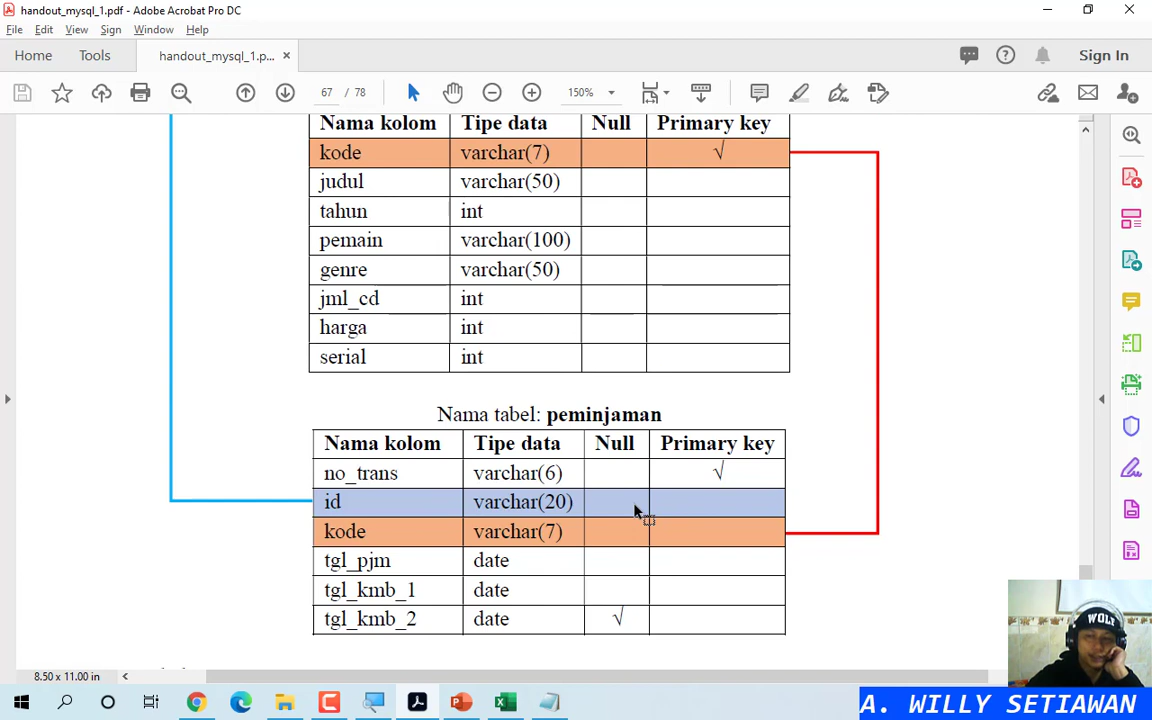 handout_mysql_1.pdf - Adobe Acrobat Pro DC
File Edit View Sign Window Help
Home Tools handout_mysql_1.p... × Sign In
67 / 78 150%
Nama kolom Tipe data Null Primary key
kode varchar(7) √
judul varchar(50)
tahun int
pemain varchar(100)
genre varchar(50)
jml_cd int
harga int
serial int
Nama tabel: peminjaman
Nama kolom Tipe data Null Primary key
no_trans varchar(6) √
id varchar(20)
kode varchar(7)
tgl_pjm date
tgl_kmb_1 date
tgl_kmb_2 date √
8.50 x 11.00 in
WOLV
A. WILLY SETIAWAN